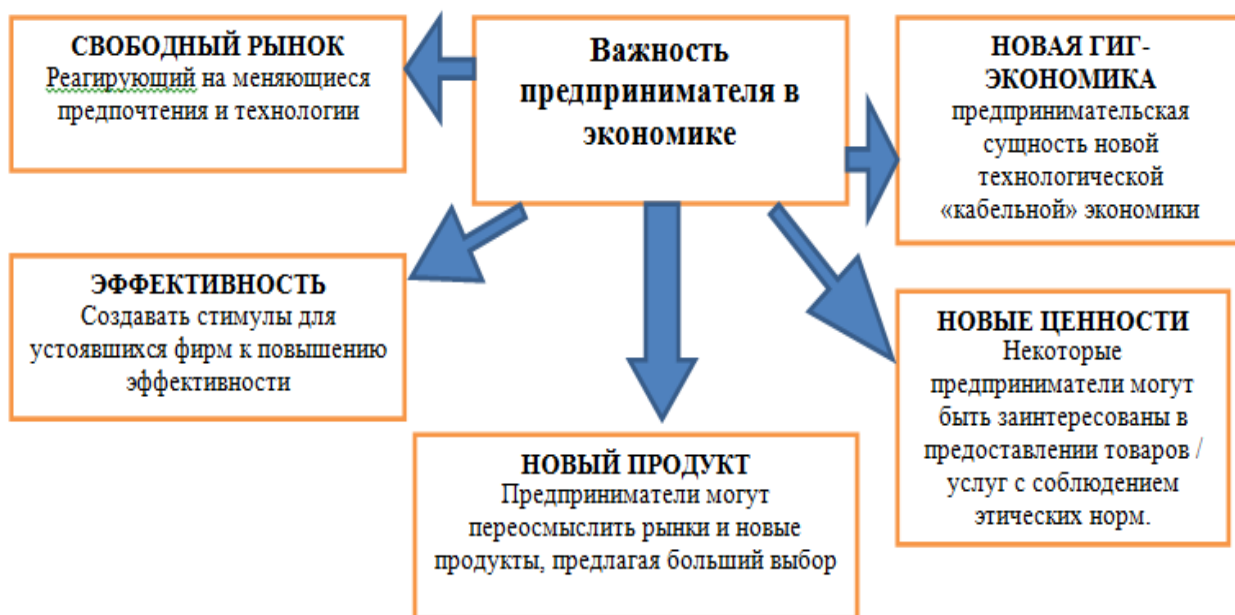 СВОБОДНЫЙ РЫНОК
Реагирующий на меняющиеся
предпочтения и технологии
Важность
предпринимателя в
экономике
НОВАЯ ГИГ-
ЭКОНОМИКА
предпринимательская
сущность новой
технологической
«кабельной» экономики
ЭФФЕКТИВНОСТЬ
Создавать стимулы для
устоявшихся фирм к повышению
эффективности
НОВЫЕ ЦЕННОСТИ
Некоторые
предприниматели могут
быть заинтересованы в
предоставлении товаров /
услуг с соблюдением
этических норм.
НОВЫЙ ПРОДУКТ
Предприниматели могут
переосмыслить рынки и новые
продукты, предлагая больший выбор